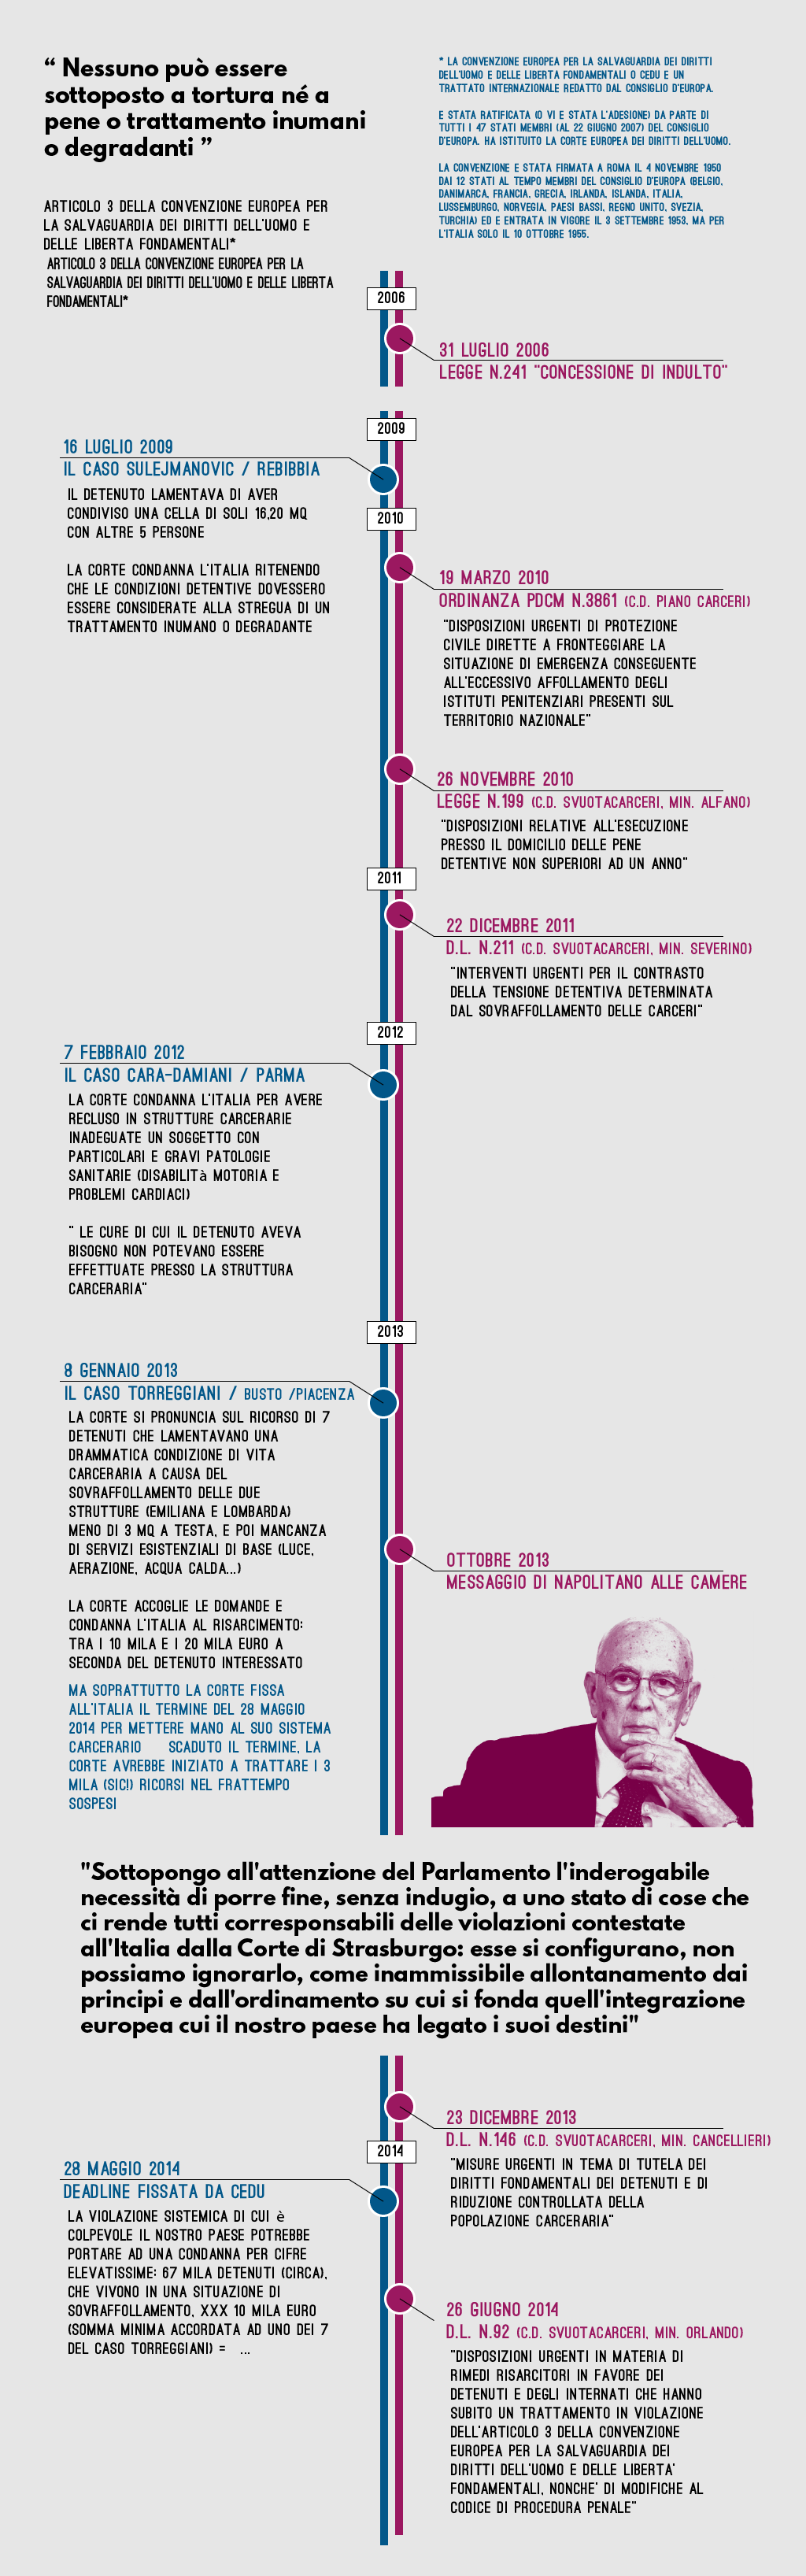 “ Nessuno può essere
sottoposto a tortura né a
pene o trattamento inumani
o degradanti ”
ARTICOLO 3 DELLA CONVENZIONE EUROPEA PER
LA SALVAGUARDIA DEI DIRITTI DELL'UOMO E
DELLE LIBERTA FONDAMENTALI*
ARTICOLO 3 DELLA CONVENZIONE EUROPEA PER LA
SALVAGUARDIA DEI DIRITTI DELL'UOMO E DELLE LIBERTA
FONDAMENTALI*
* LA CONVENZIONE EUROPEA PER LA SALVAGUARDIA DEI DIRITTI
DELL'UOMO E DELLE LIBERTA FONDAMENTALI O CEDU E UN
TRATTATO INTERNAZIONALE REDATTO DAL CONSIGLIO D'EUROPA.
E STATA RATIFICATA (O VI E STATA L'ADESIONE) DA PARTE DI
TUTTI I 47 STATI MEMBRI (AL 22 GIUGNO 2007) DEL CONSIGLIO
D'EUROPA. HA ISTITUITO LA CORTE EUROPEA DEI DIRITTI DELL'UOMO.
LA CONVENZIONE E STATA FIRMATA A ROMA IL 4 NOVEMBRE 1950
DAI 12 STATI AL TEMPO MEMBRI DEL CONSIGLIO D'EUROPA (BELGIO,
DANIMARCA, FRANCIA, GRECIA, IRLANDA, ISLANDA, ITALIA,
LUSSEMBURGO, NORVEGIA, PAESI BASSI, REGNO UNITO, SVEZIA,
TURCHIA) ED E ENTRATA IN VIGORE IL 3 SETTEMBRE 1953, MA PER
L'ITALIA SOLO IL 10 OTTOBRE 1955.
2006
31 LUGLIO 2006
LEGGE N.241 "CONCESSIONE DI INDULTO"
2009
16 LUGLIO 2009
IL CASO SULEJMANOVIC / REBIBBIA
IL DETENUTO LAMENTAVA DI AVER
CONDIVISO UNA CELLA DI SOLI 16,20 MQ
CON ALTRE 5 PERSONE
LA CORTE CONDANNA L'ITALIA RITENENDO
CHE LE CONDIZIONI DETENTIVE DOVESSERO
ESSERE CONSIDERATE ALLA STREGUA DI UN
TRATTAMENTO INUMANO O DEGRADANTE
2010
19 MARZO 2010
ORDINANZA PDCM N.3861 (C.D. PIANO CARCERI)
"DISPOSIZIONI URGENTI DI PROTEZIONE
CIVILE DIRETTE A FRONTEGGIARE LA
SITUAZIONE DI EMERGENZA CONSEGUENTE
ALL'ECCESSIVO AFFOLLAMENTO DEGLI
ISTITUTI PENITENZIARI PRESENTI SUL
TERRITORIO NAZIONALE"
26 NOVEMBRE 2010
LEGGE N.199 (C.D. SVUOTACARCERI, MIN. ALFANO)
"DISPOSIZIONI RELATIVE ALL'ESECUZIONE
PRESSO IL DOMICILIO DELLE PENE
DETENTIVE NON SUPERIORI AD UN ANNO"
2011
22 DICEMBRE 2011
D.L. N.211 (C.D. SVUOTACARCERI, MIN. SEVERINO)
"INTERVENTI URGENTI PER IL CONTRASTO
DELLA TENSIONE DETENTIVA DETERMINATA
DAL SOVRAFFOLLAMENTO DELLE CARCERI"
2012
7 FEBBRAIO 2012
IL CASO CARA-DAMIANI / PARMA
LA CORTE CONDANNA L'ITALIA PER AVERE
RECLUSO IN STRUTTURE CARCERARIE
INADEGUATE UN SOGGETTO CON
PARTICOLARI E GRAVI PATOLOGIE
SANITARIE (DISABILITà MOTORIA E
PROBLEMI CARDIACI)
" LE CURE DI CUI IL DETENUTO AVEVA
BISOGNO NON POTEVANO ESSERE
EFFETTUATE PRESSO LA STRUTTURA
CARCERARIA"
2013
8 GENNAIO 2013
IL CASO TORREGGIANI / BUSTO /PIACENZA
LA CORTE SI PRONUNCIA SUL RICORSO DI 7
DETENUTI CHE LAMENTAVANO UNA
DRAMMATICA CONDIZIONE DI VITA
CARCERARIA A CAUSA DEL
SOVRAFFOLLAMENTO DELLE DUE
STRUTTURE (EMILIANA E LOMBARDA)
MENO DI 3 MQ A TESTA, E POI MANCANZA
DI SERVIZI ESISTENZIALI DI BASE (LUCE,
AERAZIONE, ACQUA CALDA...)
LA CORTE ACCOGLIE LE DOMANDE E
CONDANNA L'ITALIA AL RISARCIMENTO:
TRA I 10 MILA E I 20 MILA EURO A
SECONDA DEL DETENUTO INTERESSATO
MA SOPRATTUTTO LA CORTE FISSA
ALL'ITALIA IL TERMINE DEL 28 MAGGIO
2014 PER METTERE MANO AL SUO SISTEMA
CARCERARIO SCADUTO IL TERMINE, LA
CORTE AVREBBE INIZIATO A TRATTARE I 3
MILA (SIC!) RICORSI NEL FRATTEMPO
SOSPESI
OTTOBRE 2013
MESSAGGIO DI NAPOLITANO ALLE CAMERE
"Sottopongo all'attenzione del Parlamento l'inderogabile
necessità di porre fine, senza indugio, a uno stato di cose che
ci rende tutti corresponsabili delle violazioni contestate
all'Italia dalla Corte di Strasburgo: esse si configurano, non
possiamo ignorarlo, come inammissibile allontanamento dai
principi e dall'ordinamento su cui si fonda quell'integrazione
europea cui il nostro paese ha legato i suoi destini"
23 DICEMBRE 2013
D.L. N.146 (C.D. SVUOTACARCERI, MIN. CANCELLIERI)
"MISURE URGENTI IN TEMA DI TUTELA DEI
DIRITTI FONDAMENTALI DEI DETENUTI E DI
RIDUZIONE CONTROLLATA DELLA
POPOLAZIONE CARCERARIA"
2014
28 MAGGIO 2014
DEADLINE FISSATA DA CEDU
LA VIOLAZIONE SISTEMICA DI CUI è
COLPEVOLE IL NOSTRO PAESE POTREBBE
PORTARE AD UNA CONDANNA PER CIFRE
ELEVATISSIME: 67 MILA DETENUTI (CIRCA),
CHE VIVONO IN UNA SITUAZIONE DI
SOVRAFFOLLAMENTO, XXX 10 MILA EURO
(SOMMA MINIMA ACCORDATA AD UNO DEI 7
DEL CASO TORREGGIANI) = ...
26 GIUGNO 2014
D.L. N.92 (C.D. SVUOTACARCERI, MIN. ORLANDO)
"DISPOSIZIONI URGENTI IN MATERIA DI
RIMEDI RISARCITORI IN FAVORE DEI
DETENUTI E DEGLI INTERNATI CHE HANNO
SUBITO UN TRATTAMENTO IN VIOLAZIONE
DELL'ARTICOLO 3 DELLA CONVENZIONE
EUROPEA PER LA SALVAGUARDIA DEI
DIRITTI DELL'UOMO E DELLE LIBERTA'
FONDAMENTALI, NONCHE' DI MODIFICHE AL
CODICE DI PROCEDURA PENALE"